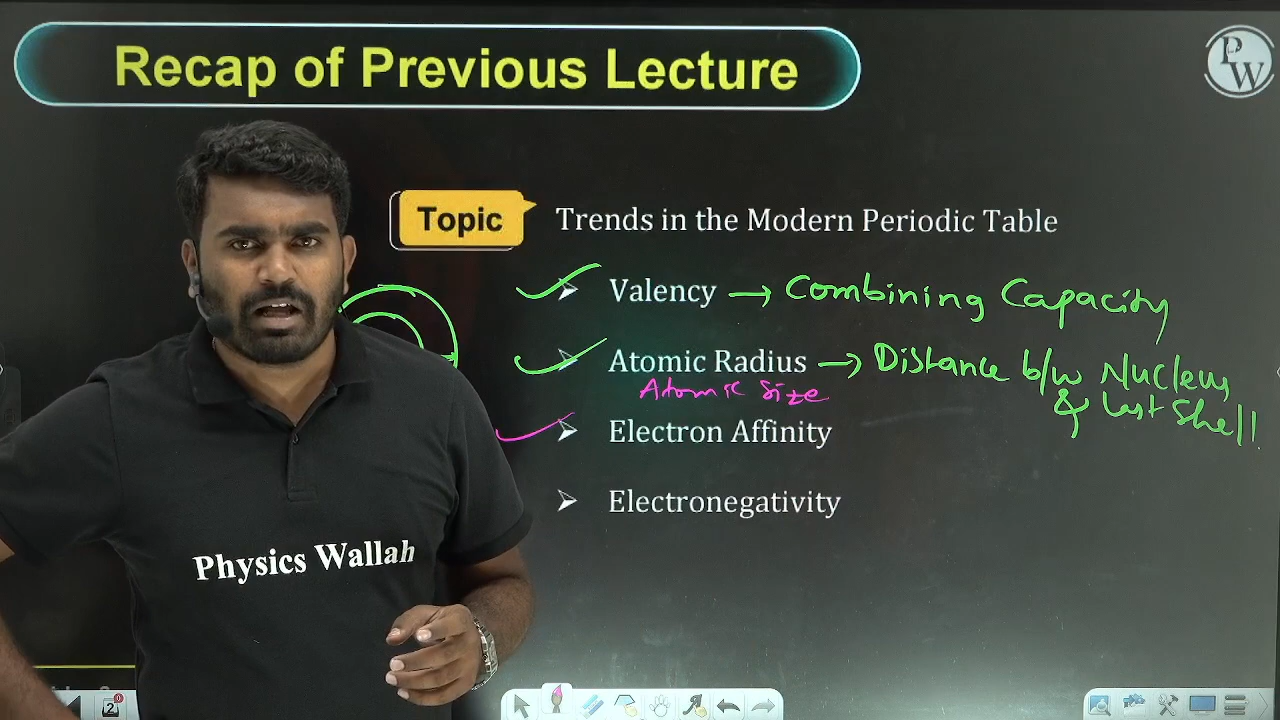 Recap of Previous Lecture
PW
Topic
Trends in the Modern Periodic Table
Valency → Combining Capacity
Atomic Radius → Distance b/w Nucleus
& last shell
Atomic Size
Electron Affinity
Electronegativity
Physics Wallah
2